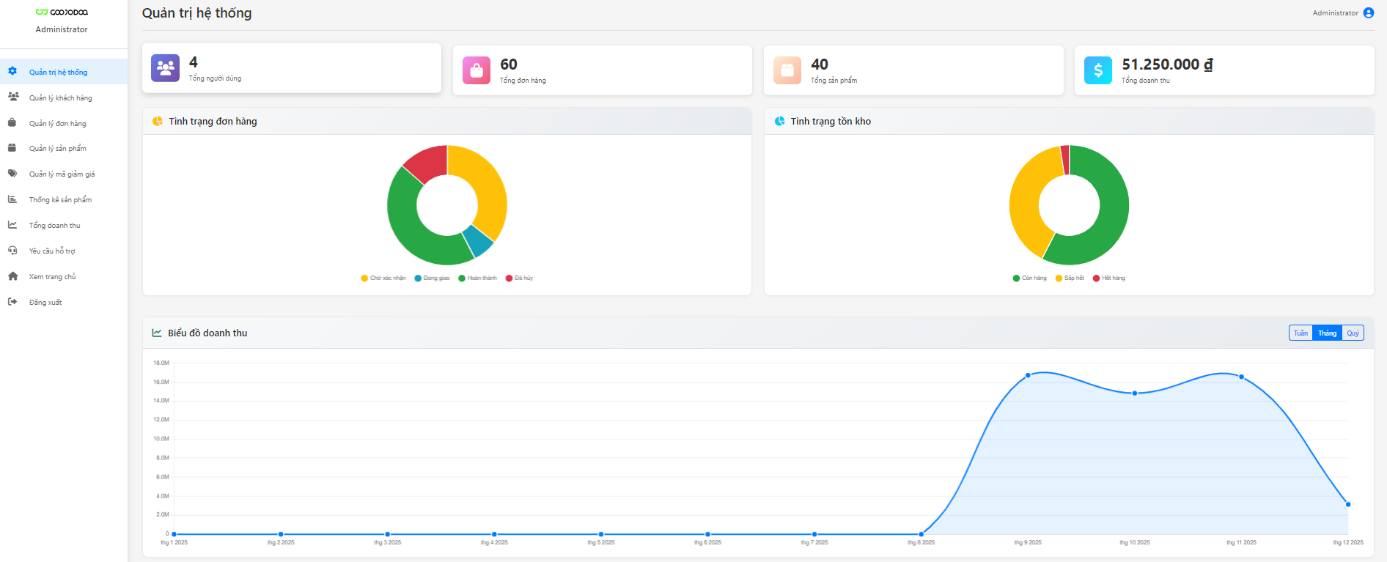 Administrator
Quản trị hệ thống
Quản lý khách hàng
Quản lý đơn hàng
Quản lý sản phẩm
Quản lý mã giảm giá
Thống kê sản phẩm
Tổng doanh thu
Yêu cầu hỗ trợ
Xem trang chủ
Đăng xuất
Quản trị hệ thống
Administrator
4
Tổng người dùng
60
Tổng đơn hàng
40
Tổng sản phẩm
51.250.000 ₫
Tổng doanh thu
Tình trạng đơn hàng
Chờ xác nhận Đang giao Hoàn thành Đã hủy
Tình trạng tồn kho
Còn hàng Sắp hết Hết hàng
Biểu đồ doanh thu
Tuần Tháng Quý
18.0M
16.0M
14.0M
12.0M
10.0M
8.0M
6.0M
4.0M
2.0M
0
thg 1 2025 thg 2 2025 thg 3 2025 thg 4 2025 thg 5 2025 thg 6 2025 thg 7 2025 thg 8 2025 thg 9 2025 thg 10 2025 thg 11 2025 thg 12 2025